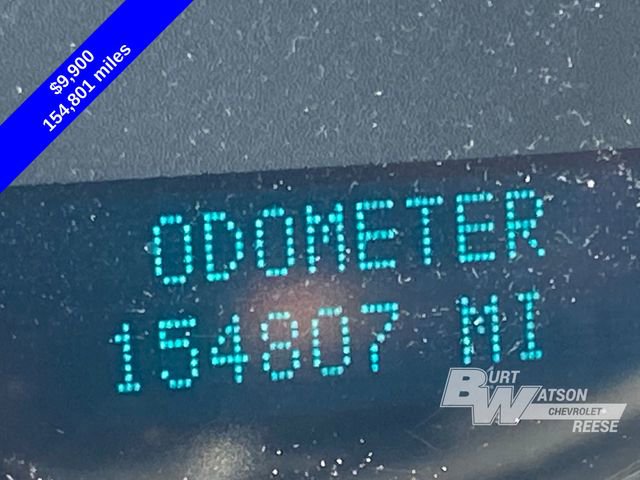 $9,900
154,801 miles
ODOMETER
154807 MI
BURT
WATSON
CHEVROLET
REESE